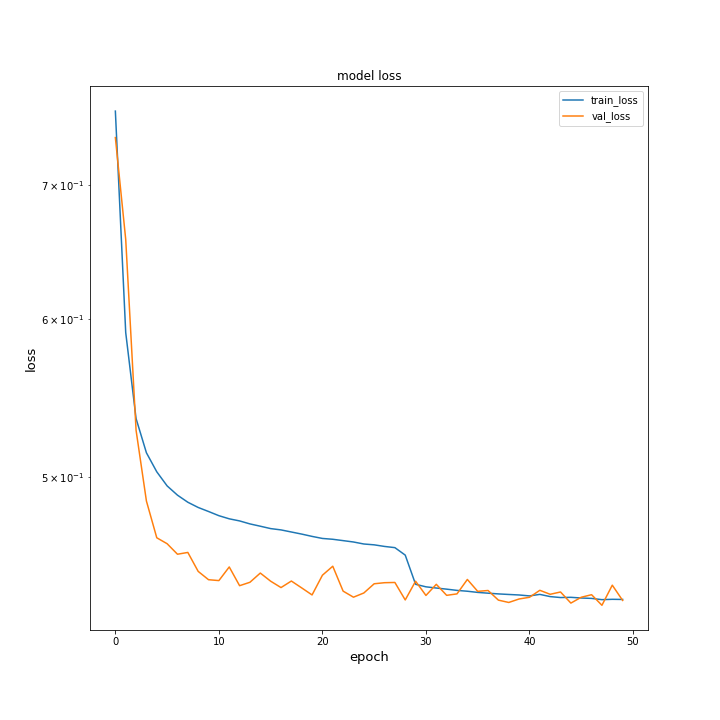 model loss
train_loss
val_loss
7 × 10⁻¹
6 × 10⁻¹
5 × 10⁻¹
loss
0 10 20 30 40 50
epoch